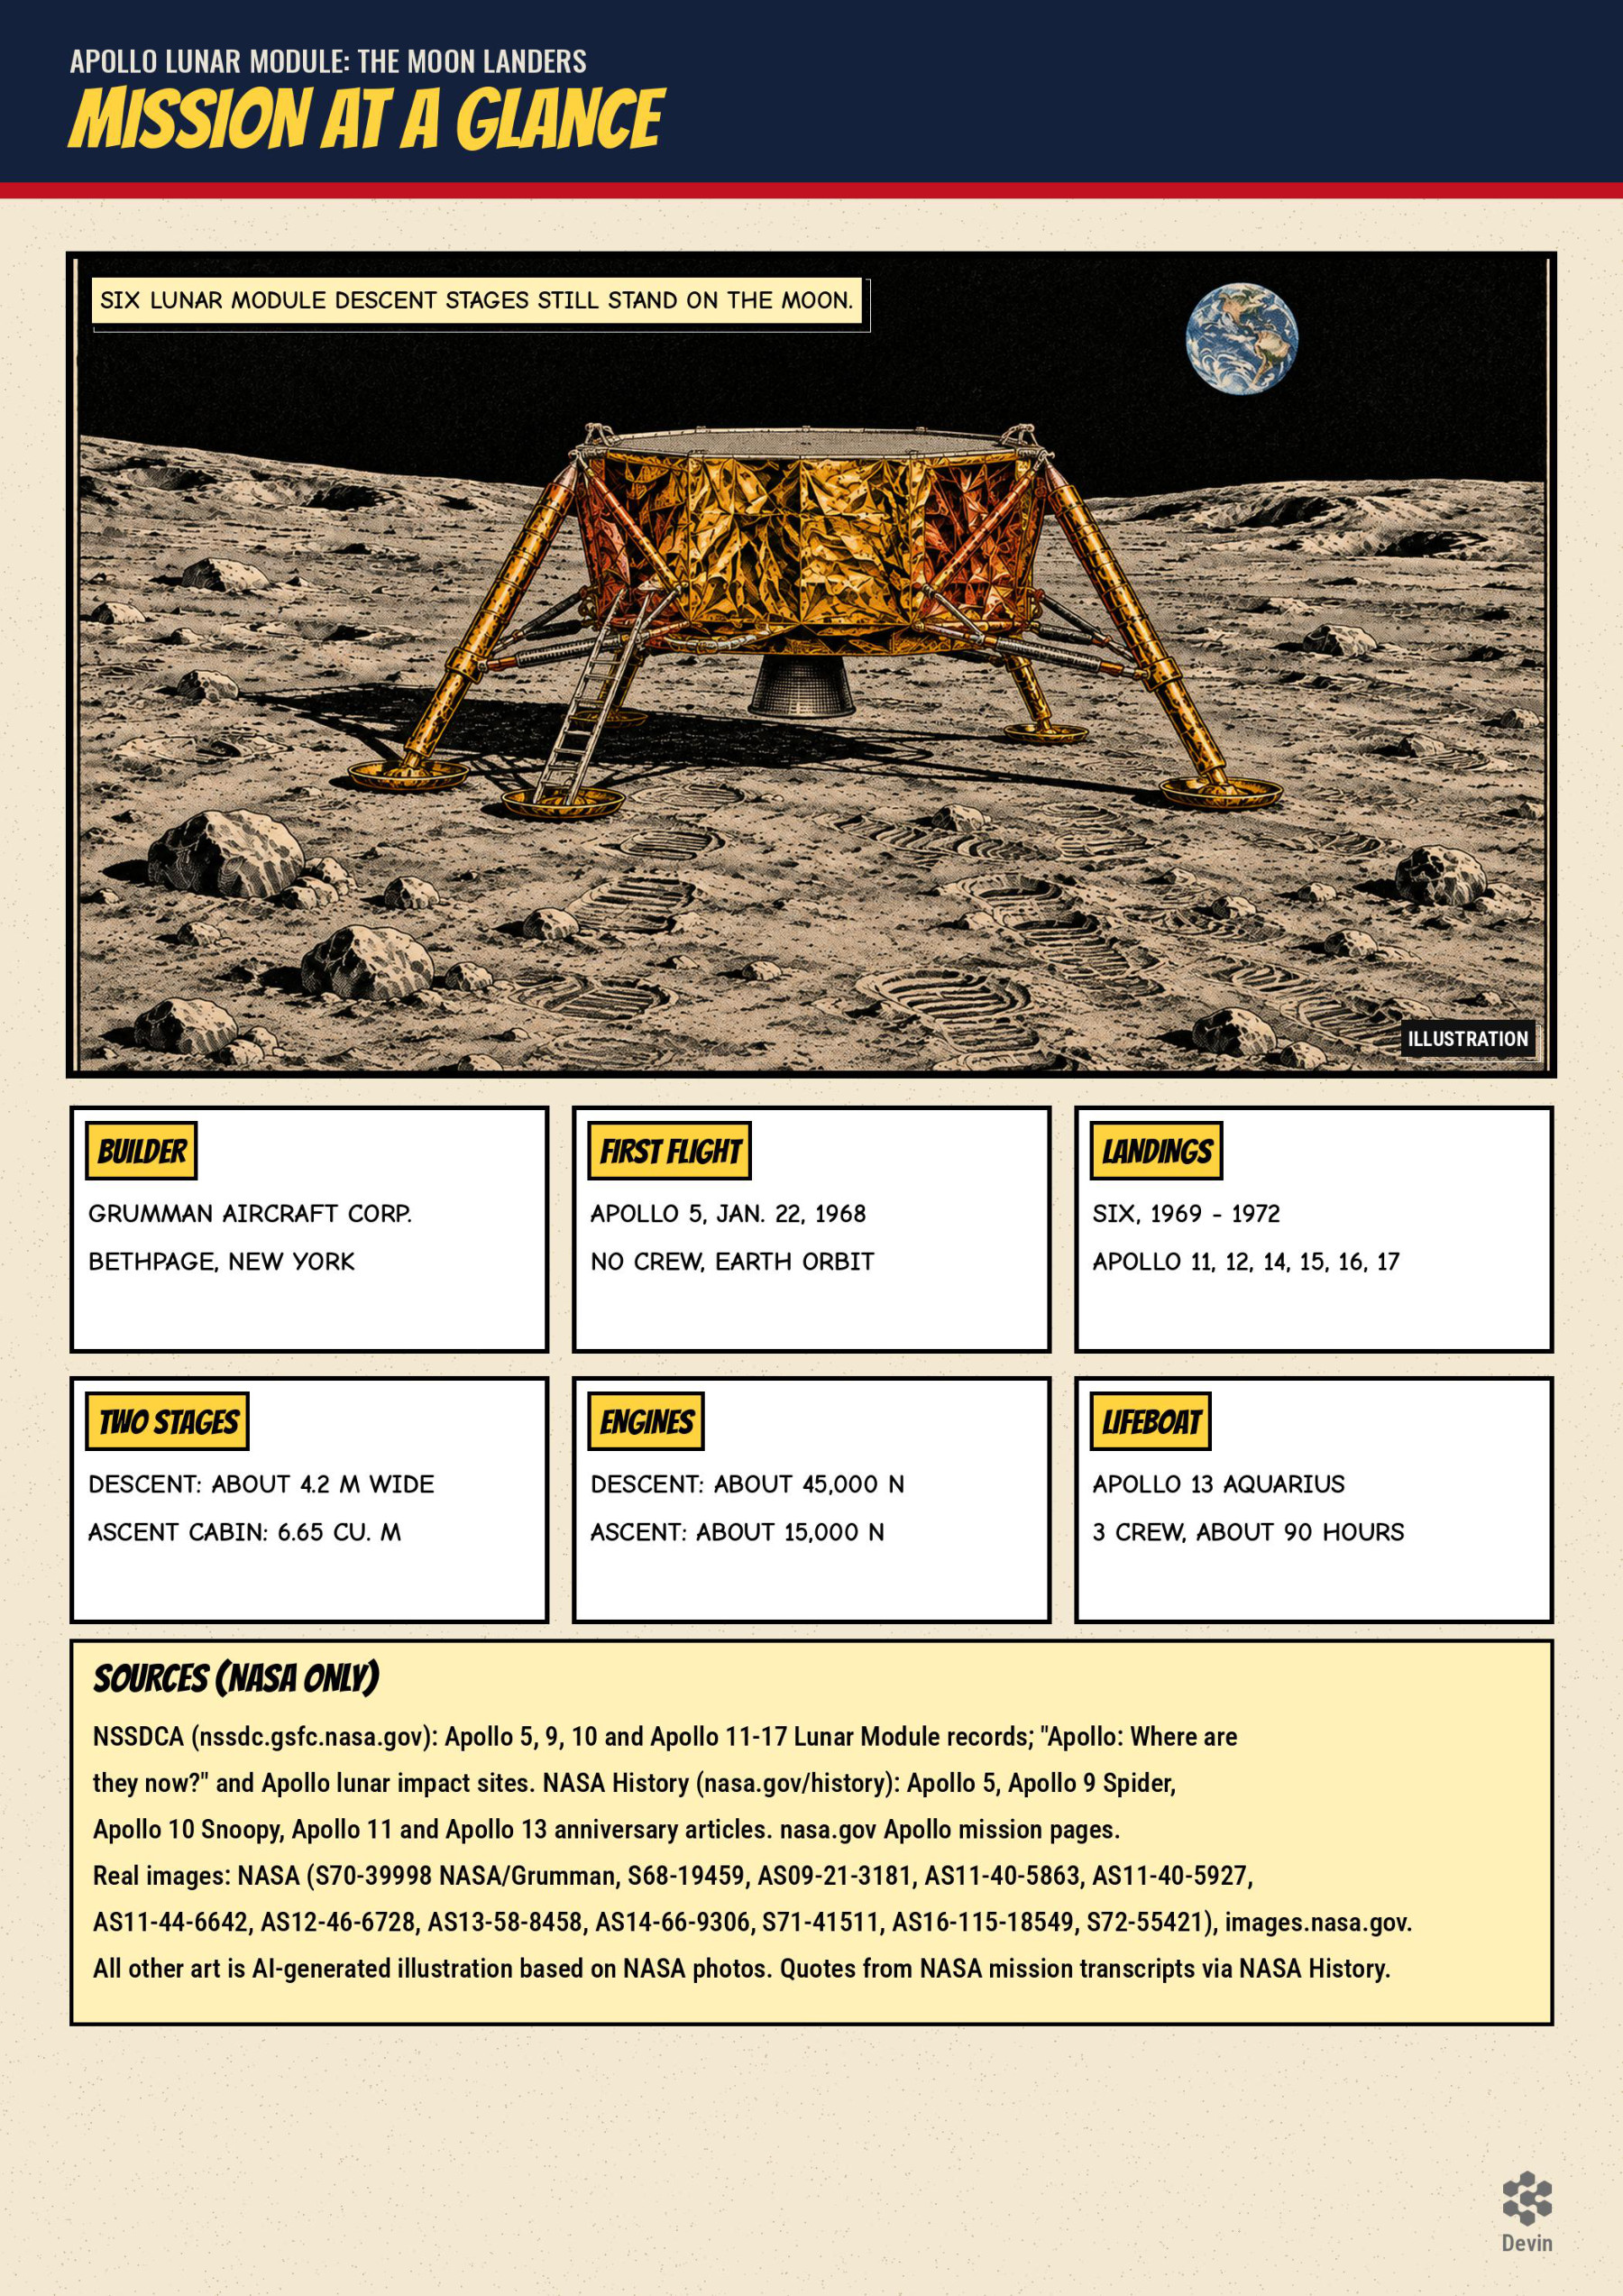 APOLLO LUNAR MODULE: THE MOON LANDERS
MISSION AT A GLANCE
SIX LUNAR MODULE DESCENT STAGES STILL STAND ON THE MOON.
ILLUSTRATION
BUILDER
GRUMMAN AIRCRAFT CORP.
BETHPAGE, NEW YORK
FIRST FLIGHT
APOLLO 5, JAN. 22, 1968
NO CREW, EARTH ORBIT
LANDINGS
SIX, 1969 - 1972
APOLLO 11, 12, 14, 15, 16, 17
TWO STAGES
DESCENT: ABOUT 4.2 M WIDE
ASCENT CABIN: 6.65 CU. M
ENGINES
DESCENT: ABOUT 45,000 N
ASCENT: ABOUT 15,000 N
LIFEBOAT
APOLLO 13 AQUARIUS
3 CREW, ABOUT 90 HOURS
SOURCES (NASA ONLY)
NSSDCA (nssdc.gsfc.nasa.gov): Apollo 5, 9, 10 and Apollo 11-17 Lunar Module records; "Apollo: Where are
they now?" and Apollo lunar impact sites. NASA History (nasa.gov/history): Apollo 5, Apollo 9 Spider,
Apollo 10 Snoopy, Apollo 11 and Apollo 13 anniversary articles. nasa.gov Apollo mission pages.
Real images: NASA (S70-39998 NASA/Grumman, S68-19459, AS09-21-3181, AS11-40-5863, AS11-40-5927,
AS11-44-6642, AS12-46-6728, AS13-58-8458, AS14-66-9306, S71-41511, AS16-115-18549, S72-55421), images.nasa.gov.
All other art is AI-generated illustration based on NASA photos. Quotes from NASA mission transcripts via NASA History.
Devin